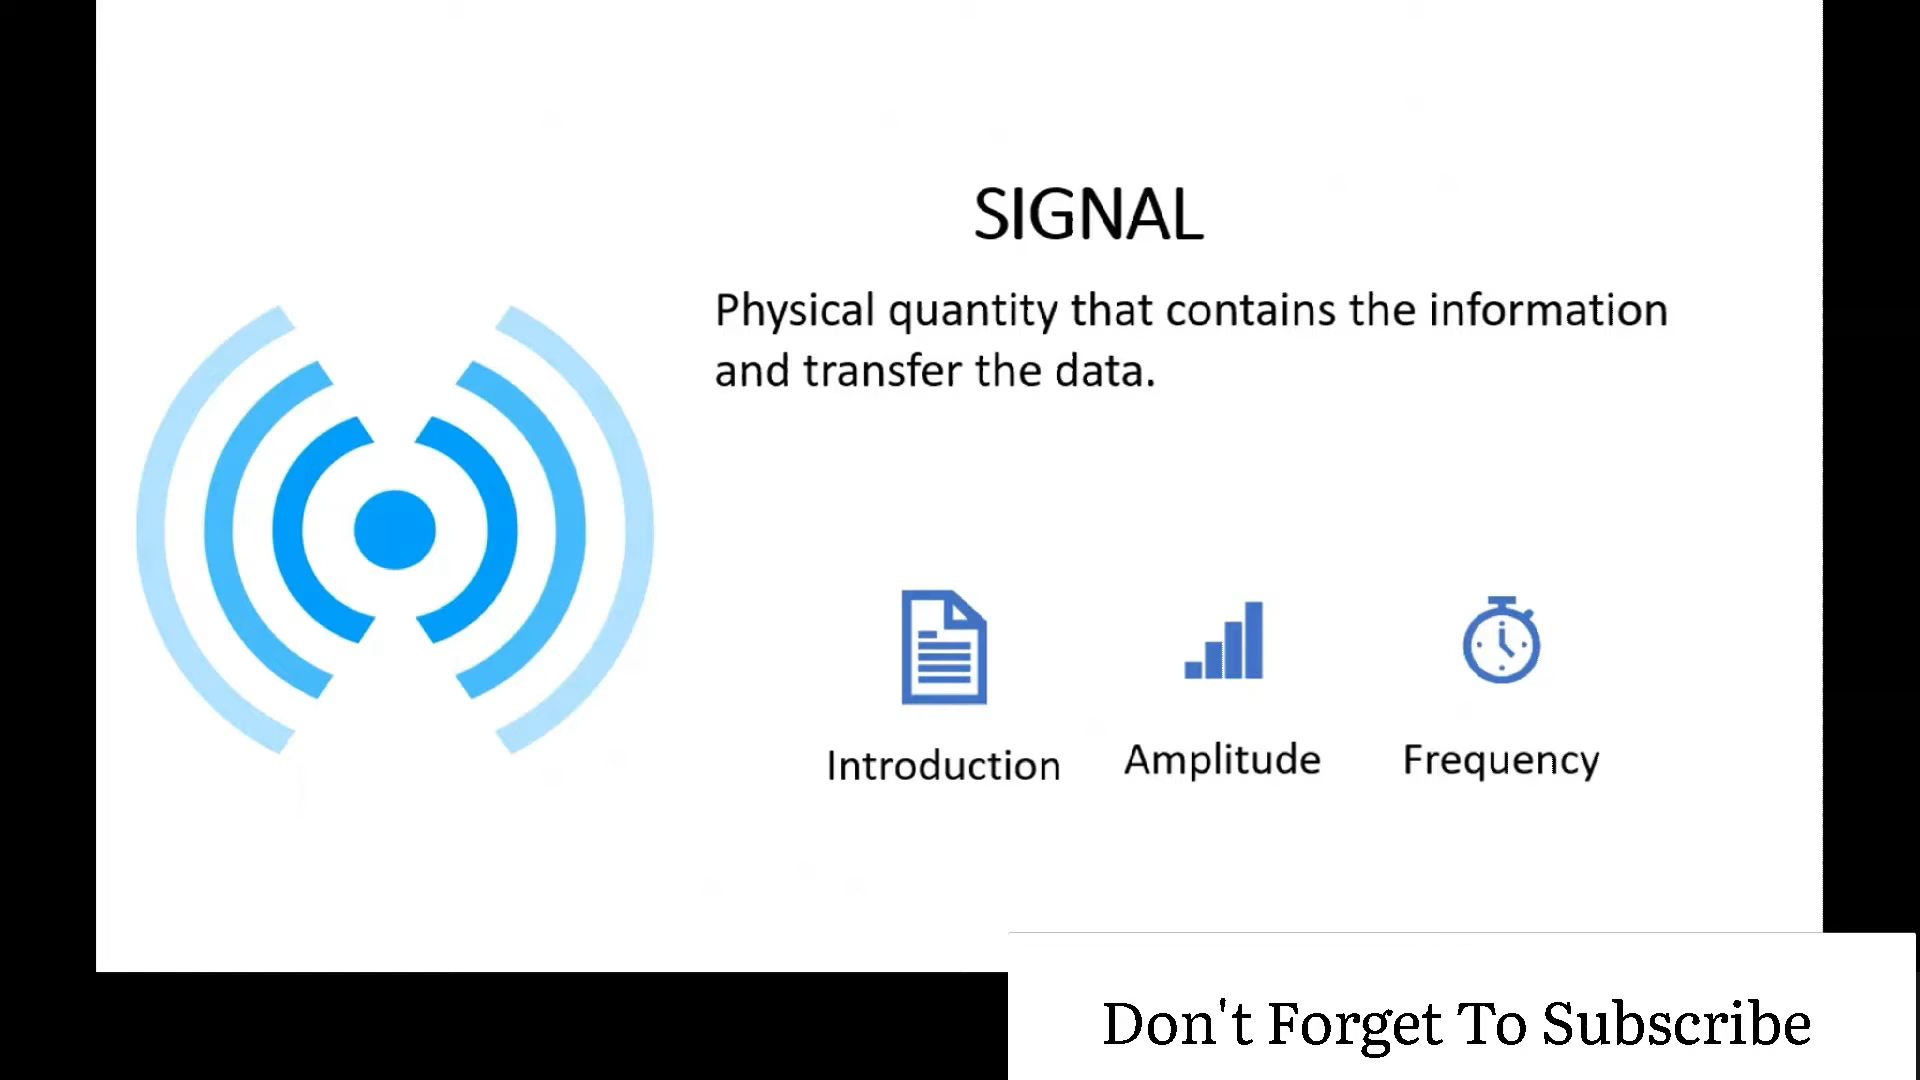 SIGNAL
Physical quantity that contains the information
and transfer the data.
Introduction
Amplitude
Frequency
Don't Forget To Subscribe